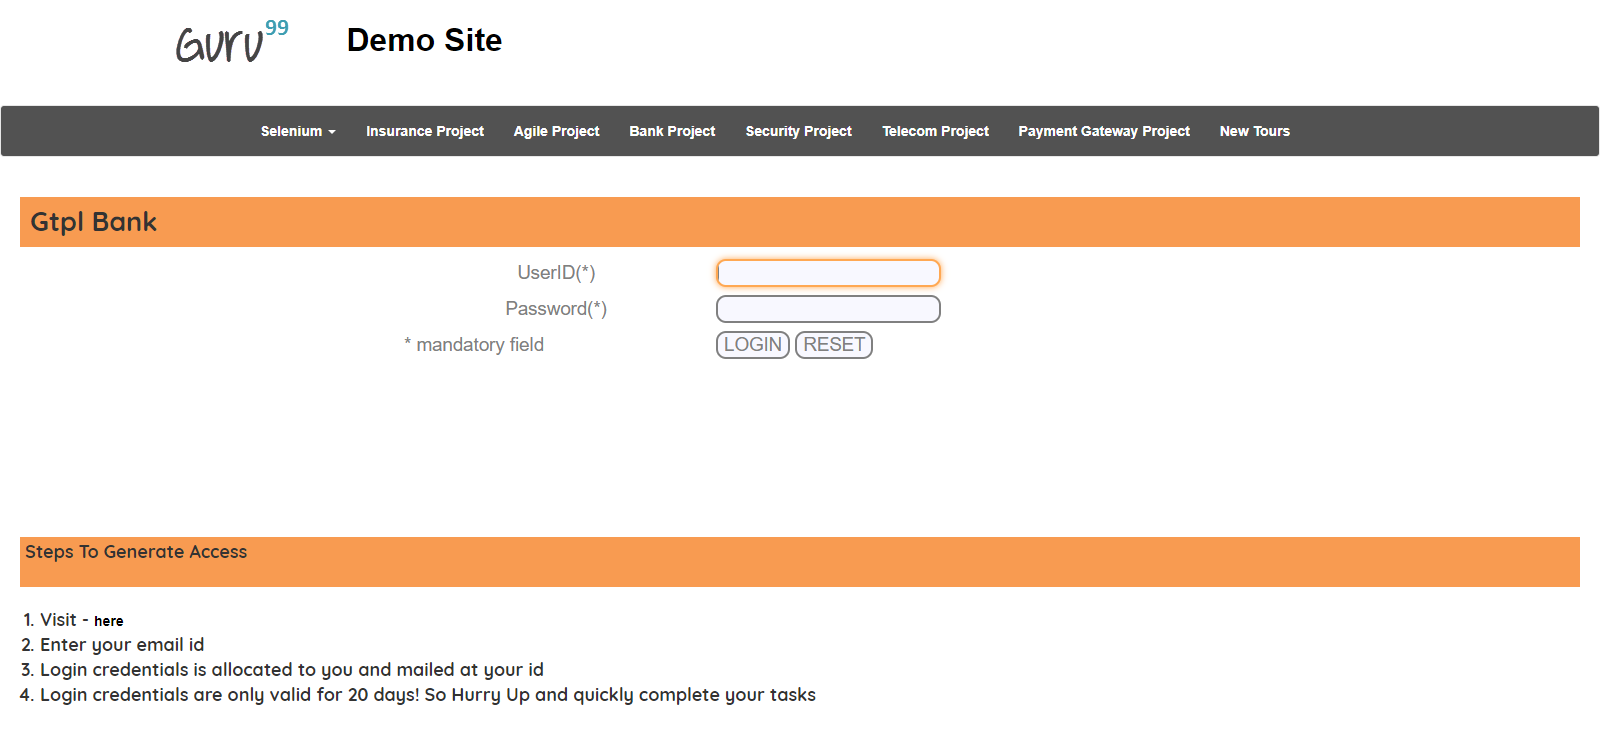 Guru99 Demo Site
Selenium Insurance Project Agile Project Bank Project Security Project Telecom Project Payment Gateway Project New Tours
Gtpl Bank
UserID(*)
Password(*)
* mandatory field LOGIN RESET
Steps To Generate Access
1. Visit - here
2. Enter your email id
3. Login credentials is allocated to you and mailed at your id
4. Login credentials are only valid for 20 days! So Hurry Up and quickly complete your tasks